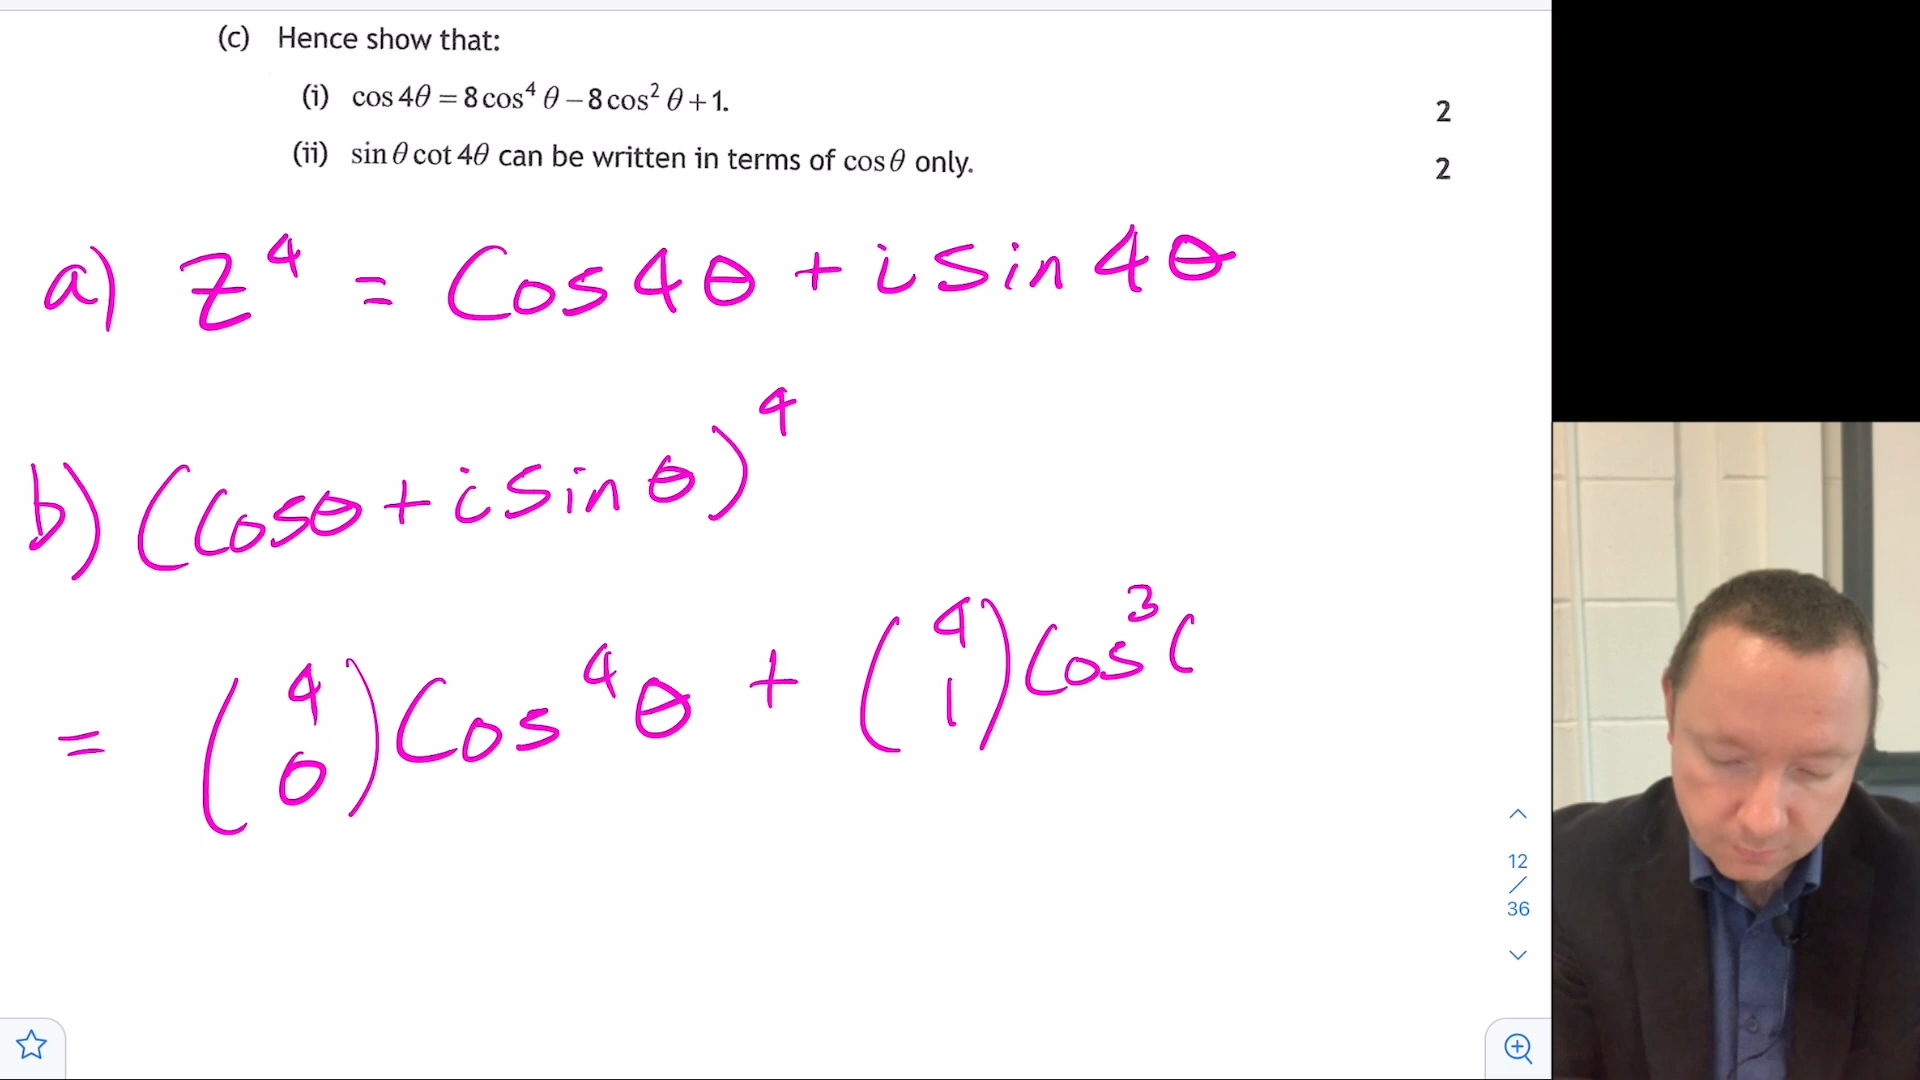 (c) Hence show that:
(i) cos 4θ = 8 cos⁴ θ − 8 cos² θ + 1. 2
(ii) sin θ cot 4θ can be written in terms of cos θ only. 2
a) z⁴ = Cos 4θ + i sin 4θ
b) (cosθ + i sin θ)⁴
= (4 0) Cos⁴ θ + (4 1) Cos³ (
12
/
36